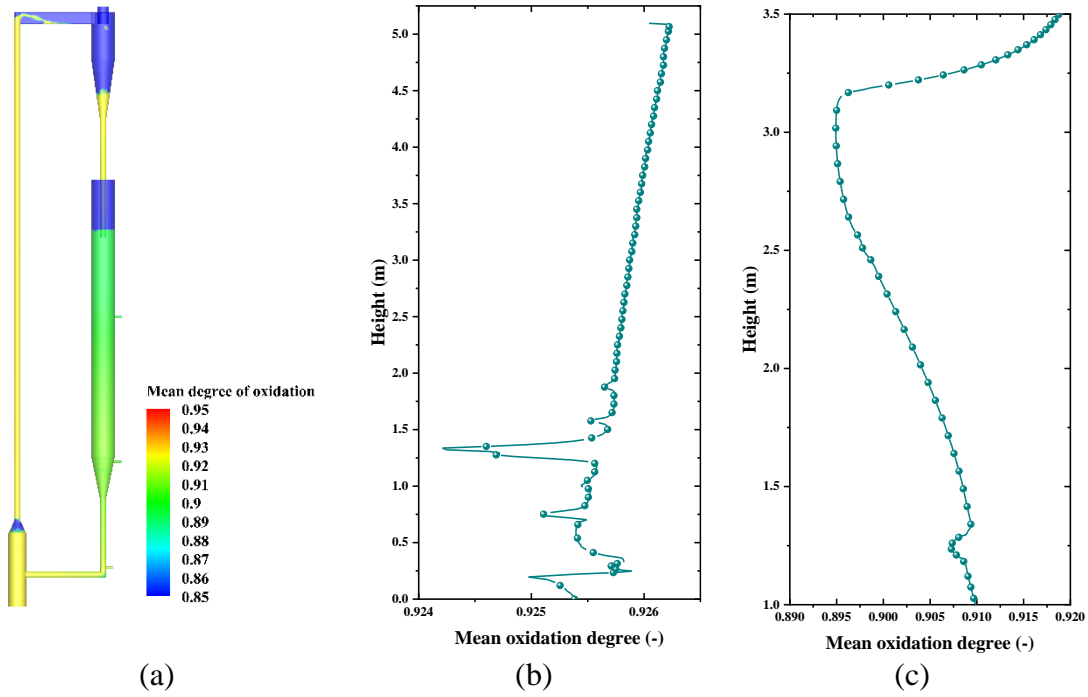 Mean degree of oxidation
0.95
0.94
0.93
0.92
0.91
0.9
0.89
0.88
0.87
0.86
0.85
(a)
5.0
4.5
4.0
3.5
3.0
2.5
2.0
1.5
1.0
0.5
0.0
Height (m)
0.924 0.925 0.926
Mean oxidation degree (-)
(b)
3.5
3.0
2.5
2.0
1.5
1.0
Height (m)
0.890 0.895 0.900 0.905 0.910 0.915 0.920
Mean oxidation degree (-)
(c)